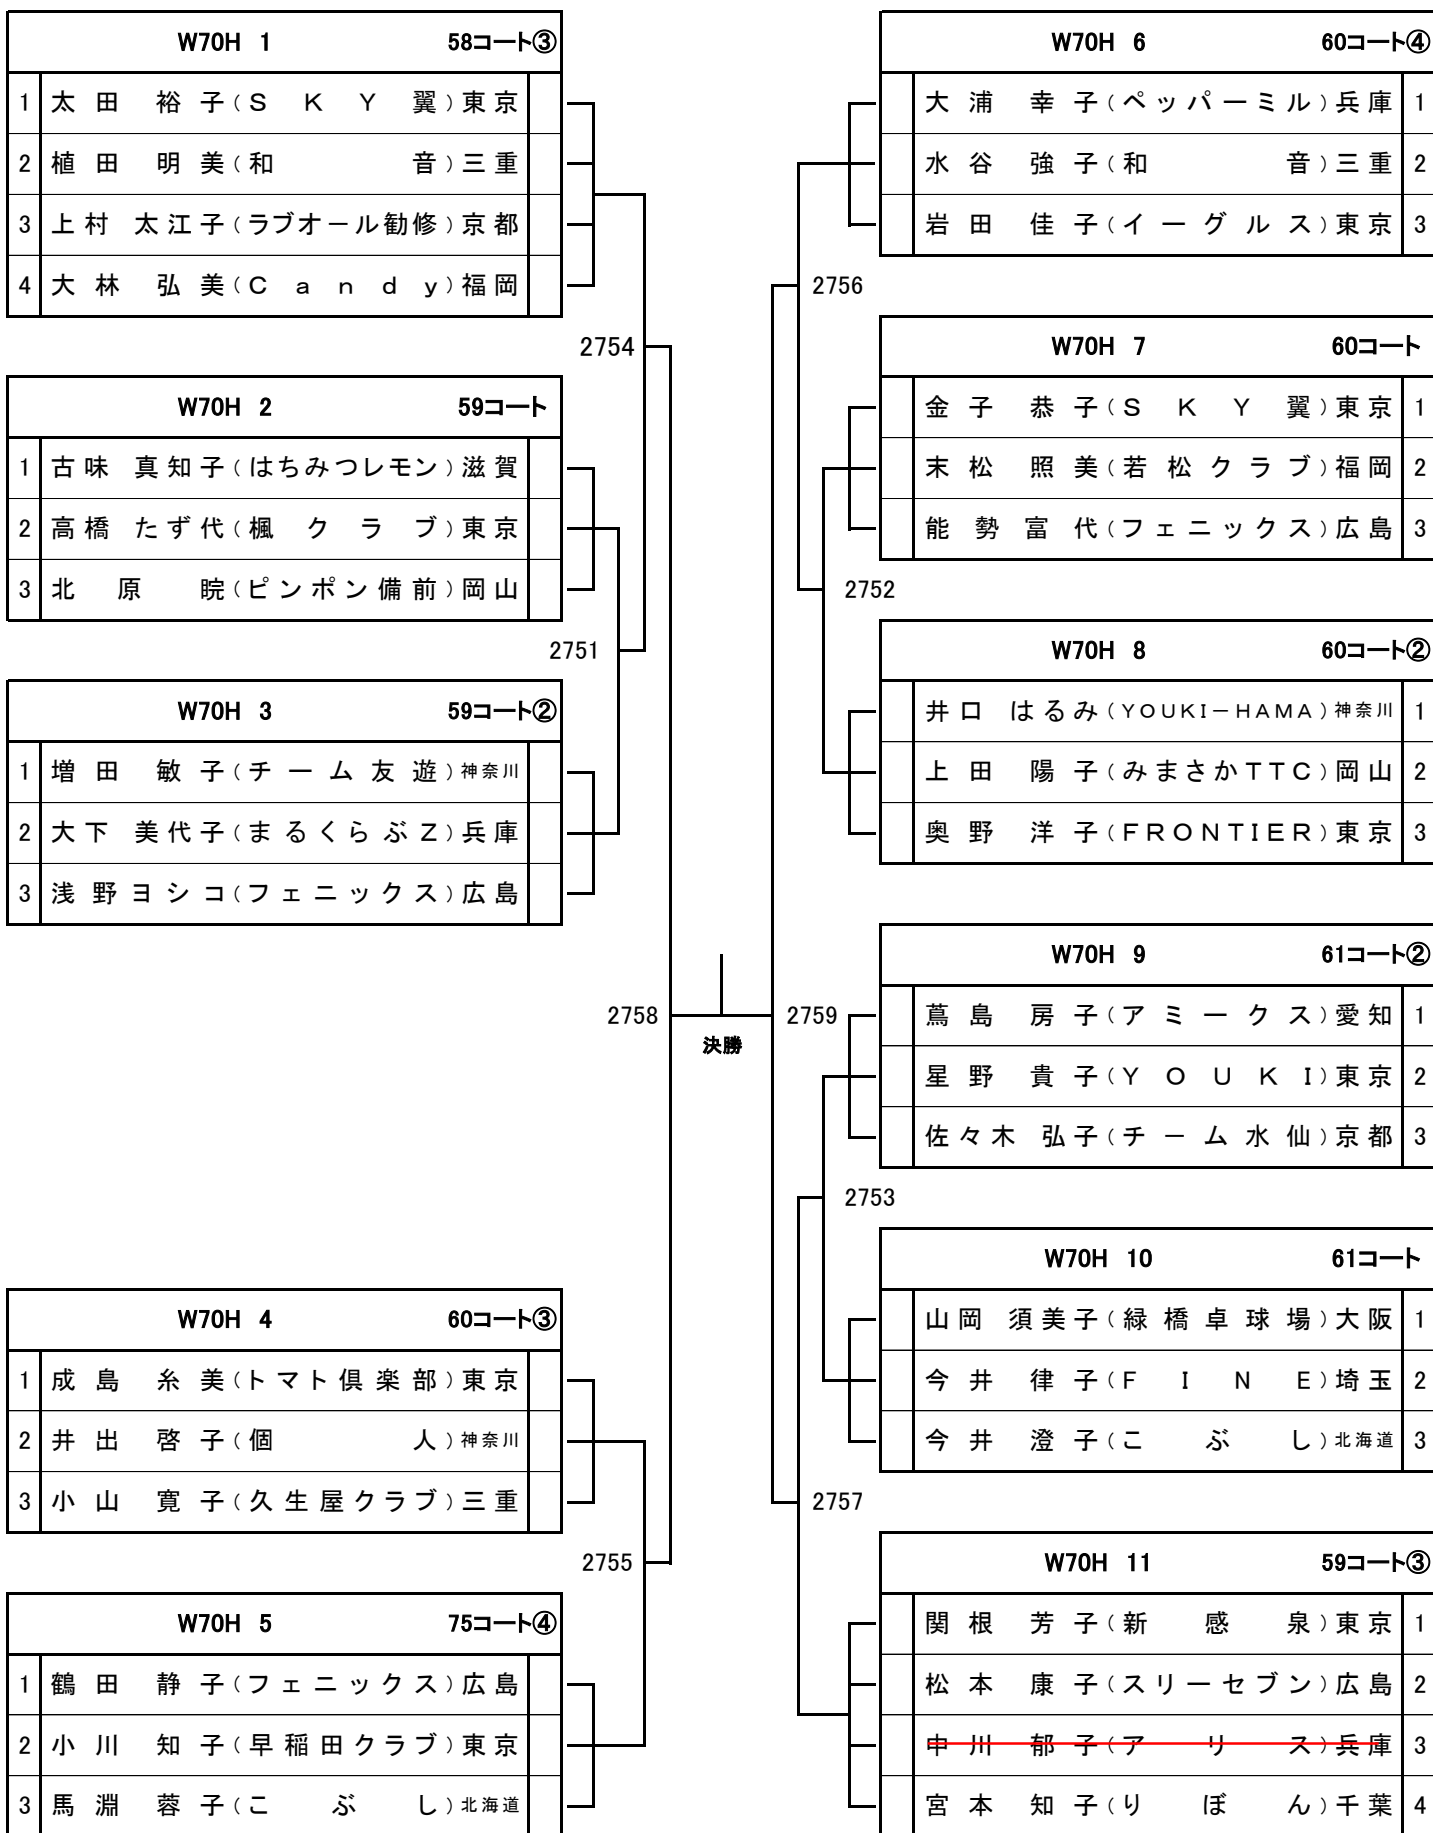 W70H 1 58コート③
1 太田 裕子(SKY翼)東京
2 植田 明美(和音)三重
3 上村 太江子(ラブオール勧修)京都
4 大林 弘美(Candy)福岡
2754
W70H 2 59コート
1 古味 真知子(はちみつレモン)滋賀
2 高橋 たず代(楓クラブ)東京
3 北原 睆(ピンポン備前)岡山
2751
W70H 3 59コート②
1 増田 敏子(チーム友遊)神奈川
2 大下 美代子(まるくらぶZ)兵庫
3 浅野 ヨシコ(フェニックス)広島
2758
W70H 4 60コート③
1 成島 糸美(トマト倶楽部)東京
2 井出 啓子(個人)神奈川
3 小山 寛子(久生屋クラブ)三重
2755
W70H 5 75コート④
1 鶴田 静子(フェニックス)広島
2 小川 知子(早稲田クラブ)東京
3 馬淵 蓉子(こぶし)北海道
決勝
W70H 6 60コート④
大浦 幸子(ペッパーミル)兵庫 1
水谷 強子(和音)三重 2
岩田 佳子(イーグルス)東京 3
2756
W70H 7 60コート
金子 恭子(SKY翼)東京 1
末松 照美(若松クラブ)福岡 2
能勢 富代(フェニックス)広島 3
2752
W70H 8 60コート②
井口 はるみ(YOUKI－HAMA)神奈川 1
上田 陽子(みまさかTTC)岡山 2
奥野 洋子(FRONTIER)東京 3
W70H 9 61コート②
2759
蔦島 房子(アミークス)愛知 1
星野 貴子(YOUKI)東京 2
佐々木 弘子(チーム水仙)京都 3
2753
W70H 10 61コート
山岡 須美子(緑橋卓球場)大阪 1
今井 律子(FINE)埼玉 2
今井 澄子(こぶし)北海道 3
2757
W70H 11 59コート③
関根 芳子(新感泉)東京 1
松本 康子(スリーセブン)広島 2
中川 郁子(アリス)兵庫 3
宮本 知子(りぼん)千葉 4